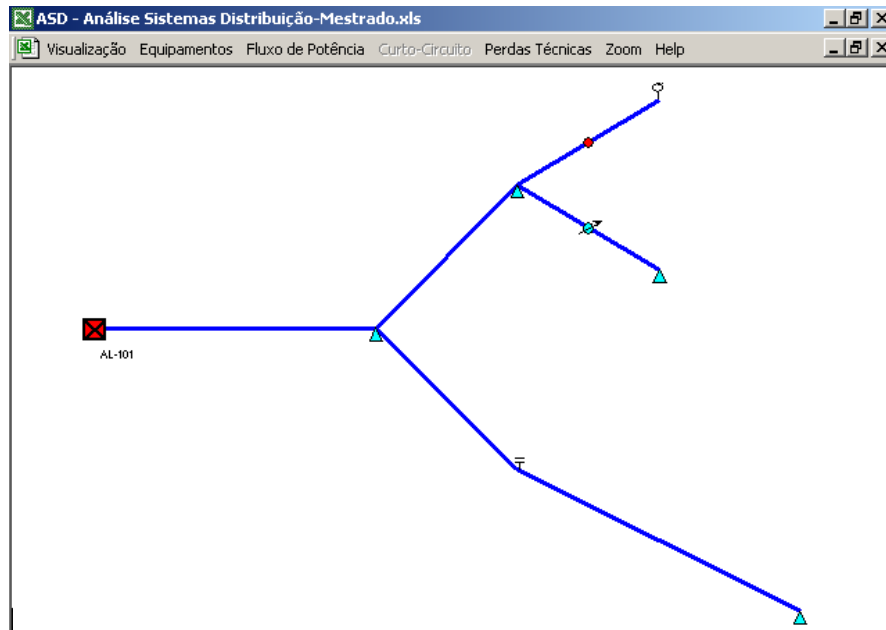 ASD - Análise Sistemas Distribuição-Mestrado.xls
Visualização Equipamentos Fluxo de Potência Curto-Circuito Perdas Técnicas Zoom Help
AL-101